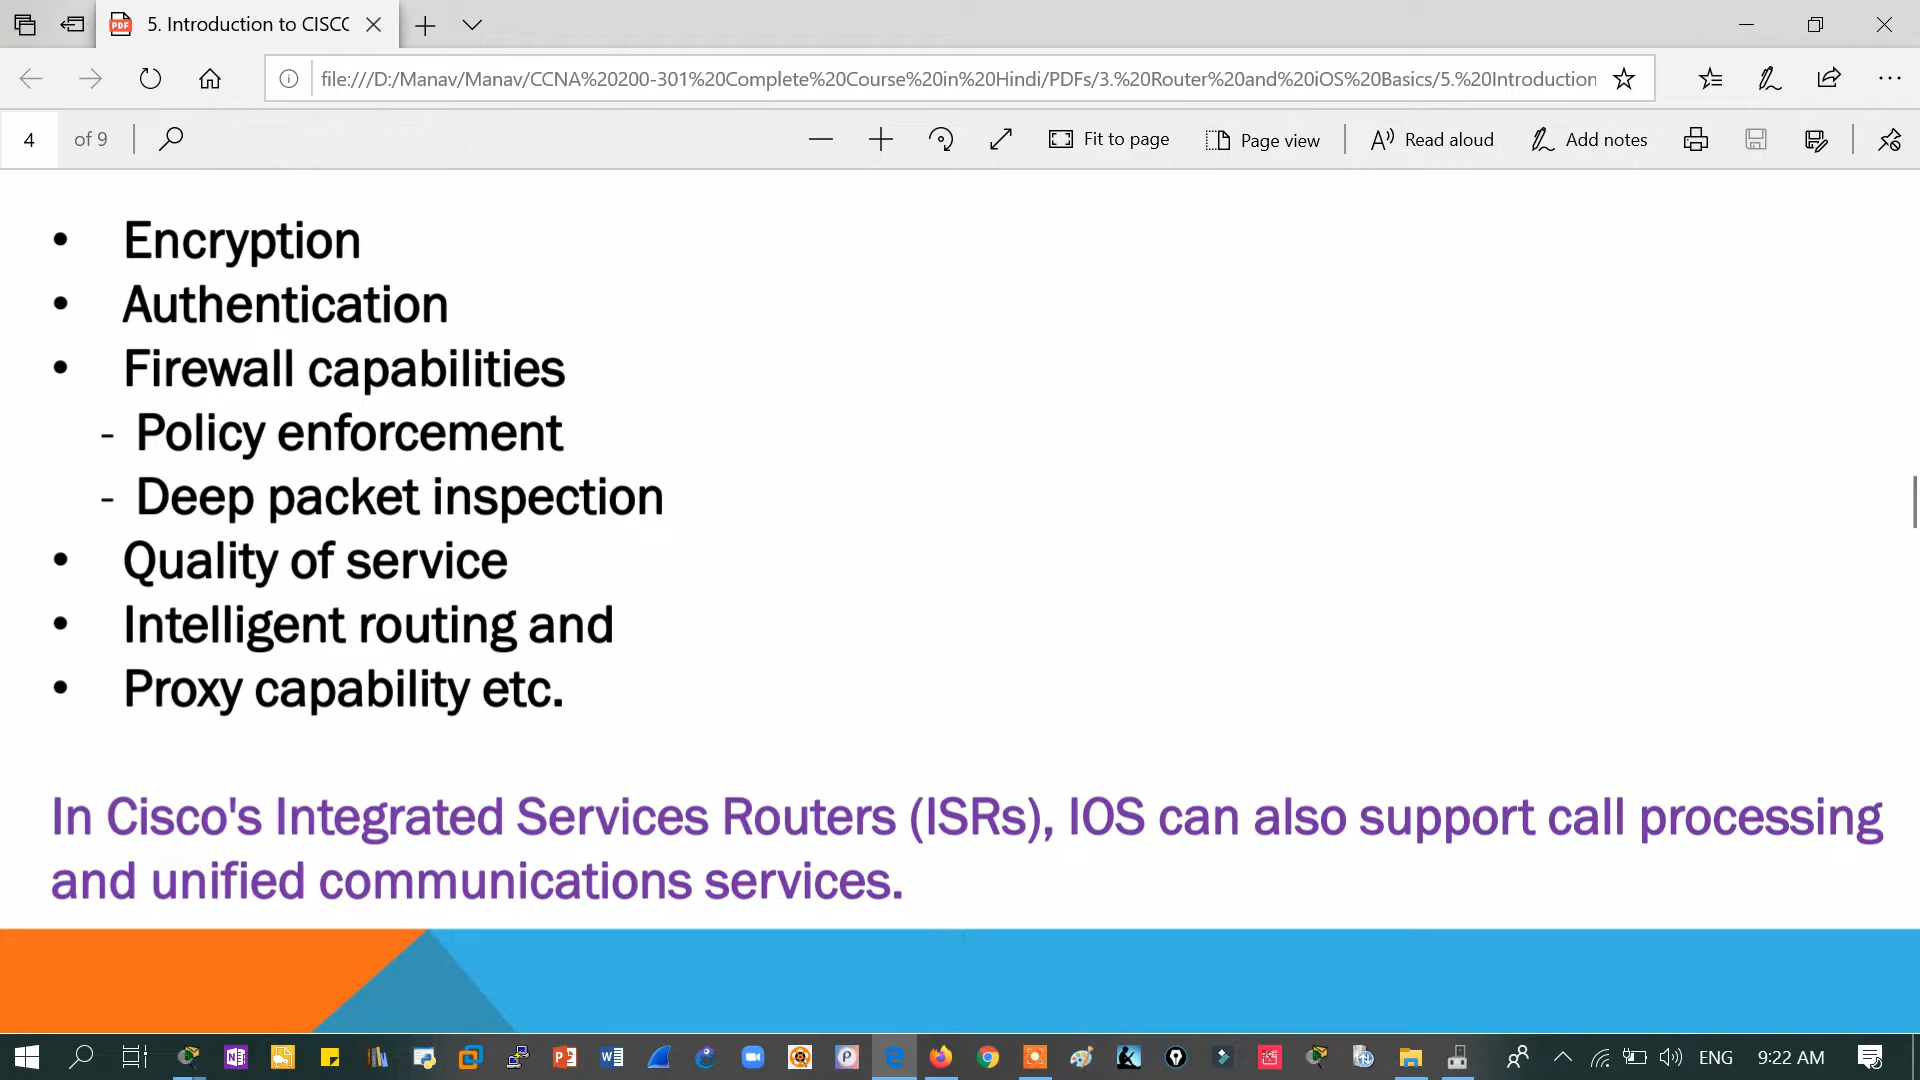 5. Introduction to CISCO
file:///D:/Manav/Manav/CCNA%20200-301%20Complete%20Course%20in%20Hindi/PDFs/3.%20Router%20and%20iOS%20Basics/5.%20Introduction
4 of 9
Fit to page
Page view
Read aloud
Add notes
• Encryption
• Authentication
• Firewall capabilities
- Policy enforcement
- Deep packet inspection
• Quality of service
• Intelligent routing and
• Proxy capability etc.
In Cisco's Integrated Services Routers (ISRs), IOS can also support call processing
and unified communications services.
ENG
9:22 AM